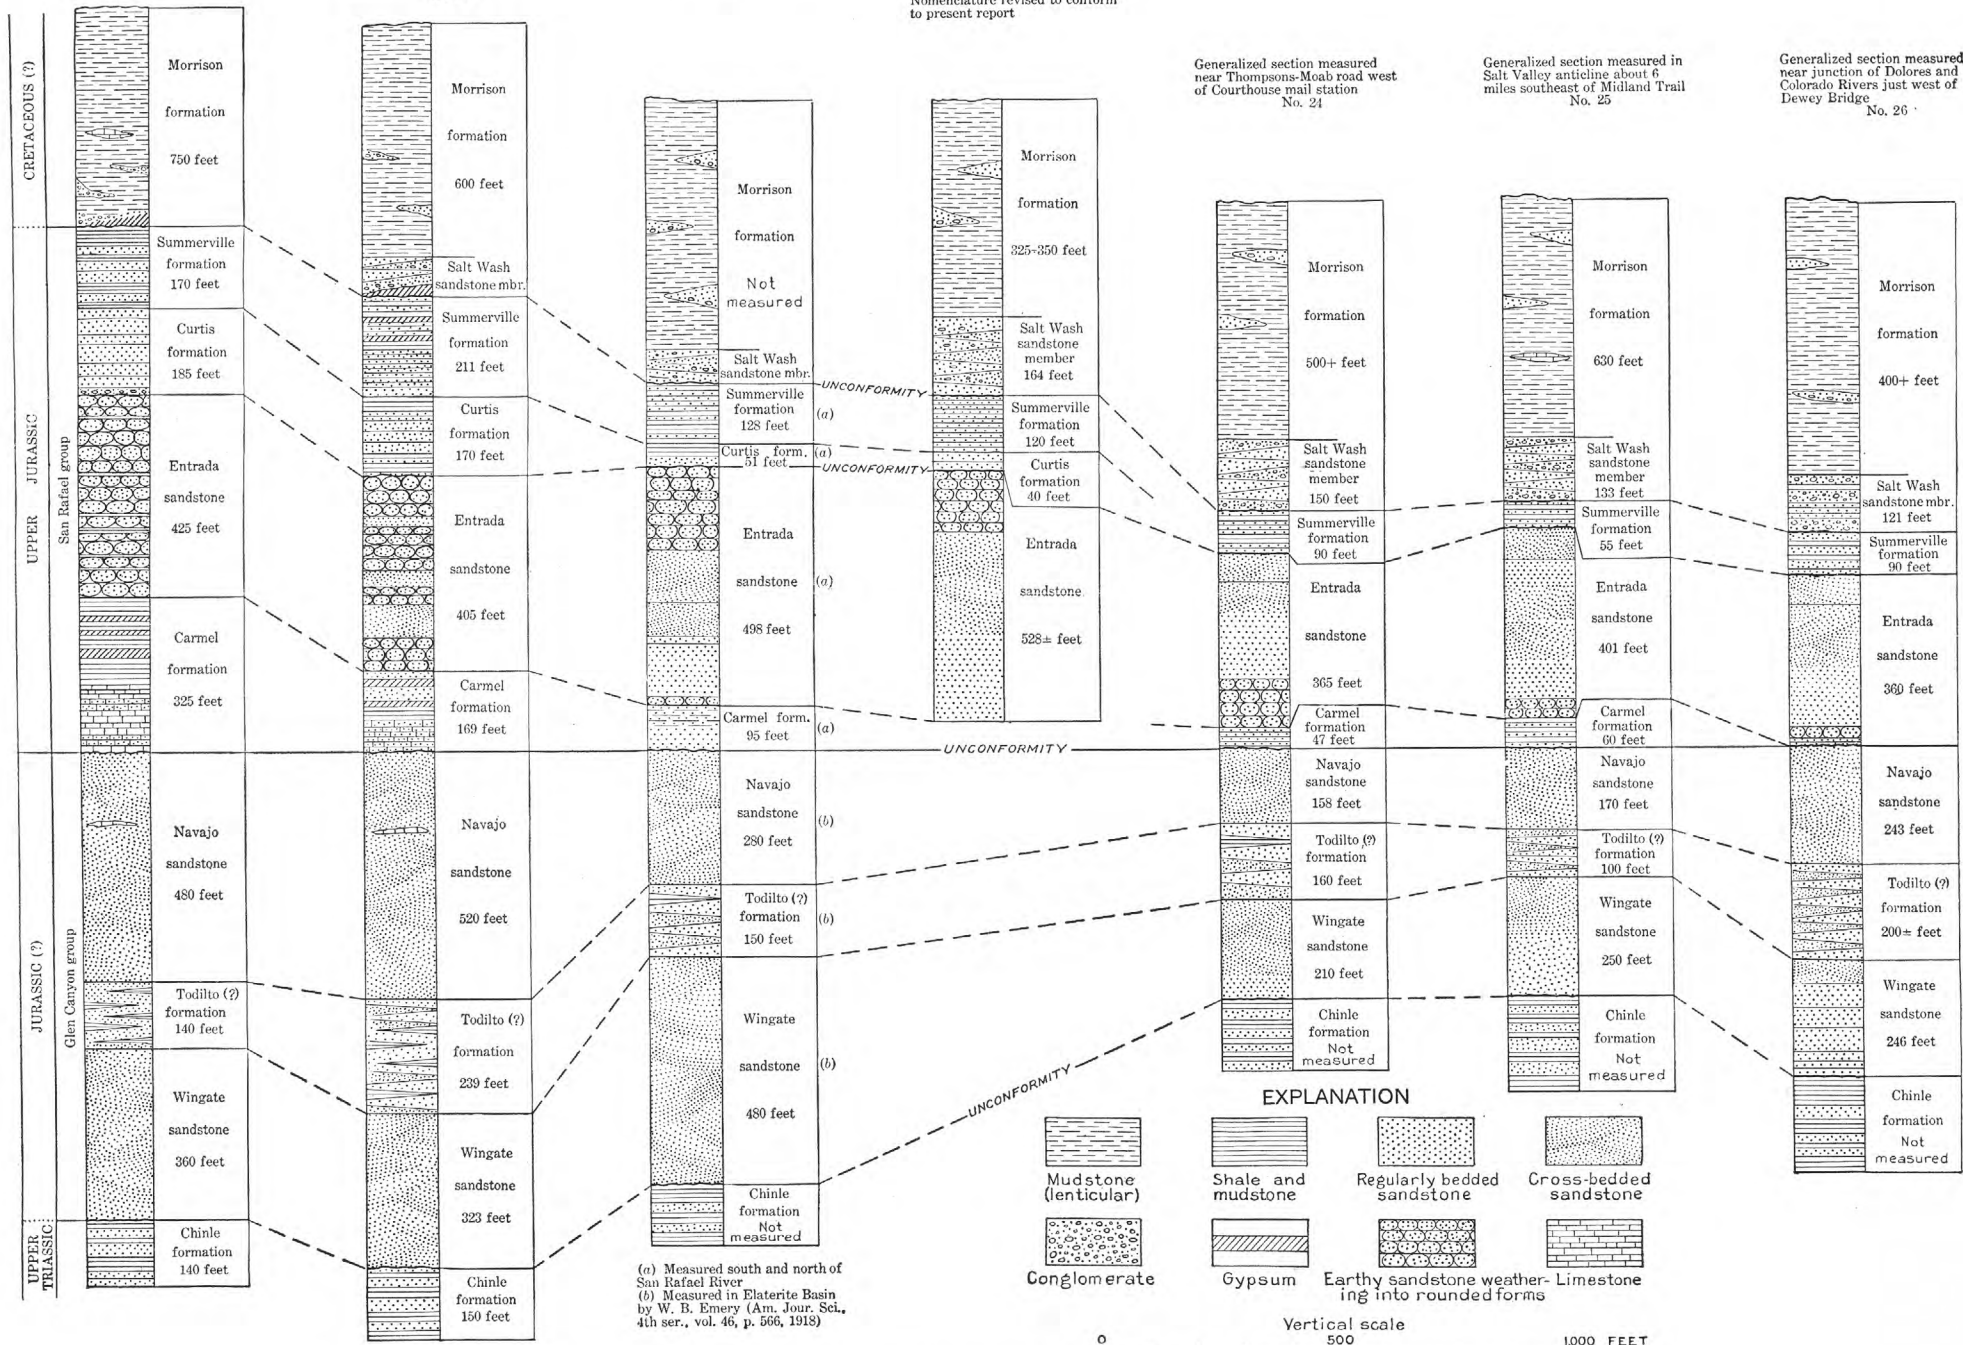 Nomenclature revised to conform
to present report
Generalized section measured
near Thompsons-Moab road west
of Courthouse mail station
No. 24
Generalized section measured in
Salt Valley anticline about 6
miles southeast of Midland Trail
No. 25
Generalized section measured
near junction of Dolores and
Colorado Rivers just west of
Dewey Bridge
No. 26
CRETACEOUS (?)
UPPER JURASSIC
San Rafael group
JURASSIC (?)
Glen Canyon group
UPPER
TRIASSIC
Morrison
formation
750 feet
Summerville
formation
170 feet
Curtis
formation
185 feet
Entrada
sandstone
425 feet
Carmel
formation
325 feet
Navajo
sandstone
480 feet
Todilto (?)
formation
140 feet
Wingate
sandstone
360 feet
Chinle
formation
140 feet
Morrison
formation
600 feet
Salt Wash
sandstone mbr.
Summerville
formation
211 feet
Curtis
formation
170 feet
Entrada
sandstone
405 feet
Carmel
formation
169 feet
Navajo
sandstone
520 feet
Todilto (?)
formation
239 feet
Wingate
sandstone
323 feet
Chinle
formation
150 feet
Morrison
formation
Not
measured
Salt Wash
sandstone mbr.
Summerville
formation (a)
128 feet
Curtis form. (a)
51 feet
Entrada
sandstone (a)
498 feet
Carmel form.
95 feet (a)
Navajo
sandstone (b)
280 feet
Todilto (?)
formation (b)
150 feet
Wingate
sandstone (b)
480 feet
Chinle
formation
Not
measured
(a) Measured south and north of
San Rafael River
(b) Measured in Elaterite Basin
by W. B. Emery (Am. Jour. Sci.,
4th ser., vol. 46, p. 566, 1918)
UNCONFORMITY
UNCONFORMITY
UNCONFORMITY
UNCONFORMITY
Morrison
formation
325-350 feet
Salt Wash
sandstone
member
164 feet
Summerville
formation
120 feet
Curtis
formation
40 feet
Entrada
sandstone
528± feet
Morrison
formation
500+ feet
Salt Wash
sandstone
member
150 feet
Summerville
formation
90 feet
Entrada
sandstone
365 feet
Carmel
formation
47 feet
Navajo
sandstone
158 feet
Todilto (?)
formation
160 feet
Wingate
sandstone
210 feet
Chinle
formation
Not
measured
Morrison
formation
630 feet
Salt Wash
sandstone
member
133 feet
Summerville
formation
55 feet
Entrada
sandstone
401 feet
Carmel
formation
60 feet
Navajo
sandstone
170 feet
Todilto (?)
formation
100 feet
Wingate
sandstone
250 feet
Chinle
formation
Not
measured
Morrison
formation
400+ feet
Salt Wash
sandstone mbr.
121 feet
Summerville
formation
90 feet
Entrada
sandstone
360 feet
Navajo
sandstone
243 feet
Todilto (?)
formation
200± feet
Wingate
sandstone
246 feet
Chinle
formation
Not
measured
EXPLANATION
Mudstone
(lenticular)
Shale and
mudstone
Regularly bedded
sandstone
Cross-bedded
sandstone
Conglomerate
Gypsum
Earthy sandstone weather-
ing into rounded forms
Limestone
Vertical scale
0 500 1,000 FEET